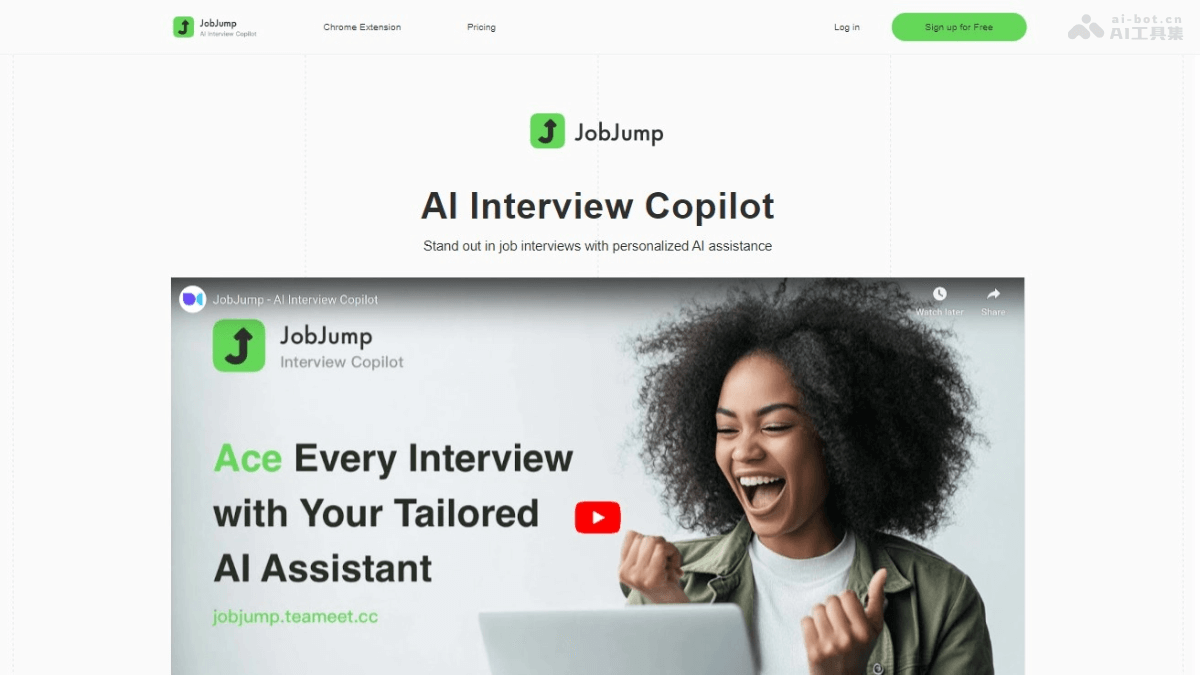 JobJump
AI Interview Copilot
Chrome Extension
Pricing
Log in
Sign up for Free
ai-bot.cn
AI工具集
JobJump
AI Interview Copilot
Stand out in job interviews with personalized AI assistance
JobJump - AI Interview Copilot
Watch later
Share
JobJump
Interview Copilot
Ace Every Interview
with Your Tailored
AI Assistant
jobjump.teameet.cc